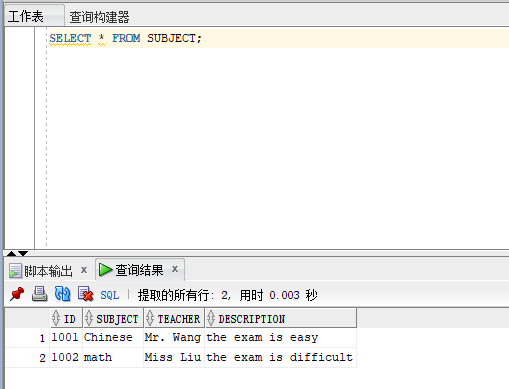 工作表 查询构建器
SELECT * FROM SUBJECT;
脚本输出 x 查询结果 x
SQL | 提取的所有行: 2, 用时 0.003 秒
ID SUBJECT TEACHER DESCRIPTION
1 1001 Chinese Mr. Wang the exam is easy
2 1002 math Miss Liu the exam is difficult